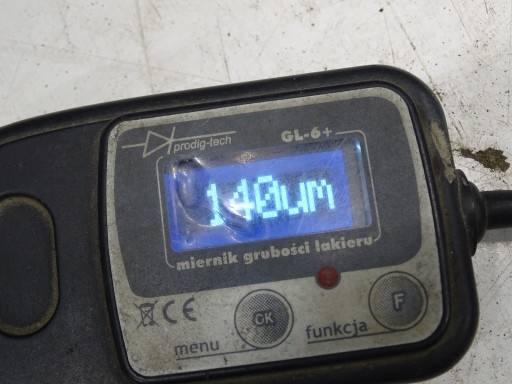 prodig-tech
GL-6+
140um
miernik grubości lakieru
CE
OK
F
menu
funkcja